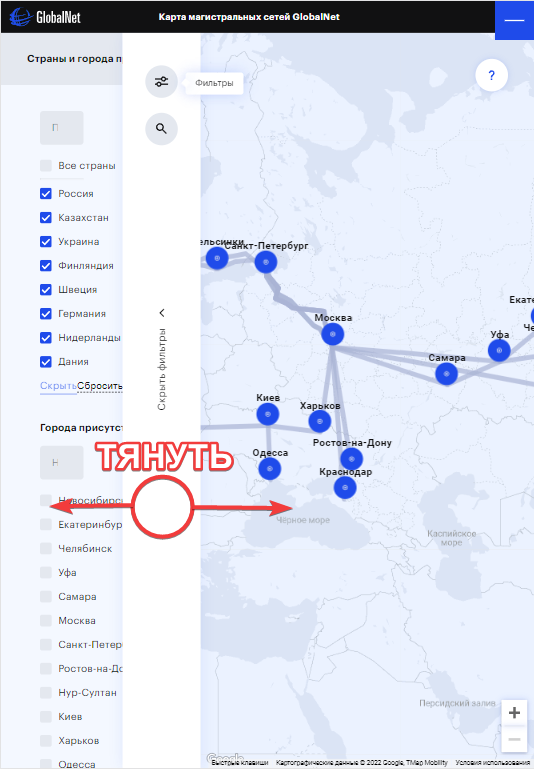 GlobalNet
Карта магистральных сетей GlobalNet
Страны и города п
Фильтры
?
П
Все страны
Россия
Казахстан
Украина
Финляндия
Швеция
Германия
Нидерланды
Дания
Скрыть Сбросить
Города присутст
Н
Новосибирс
Екатеринбур
Челябинск
Уфа
Самара
Москва
Санкт-Петер
Ростов-на-До
Нур-Султан
Киев
Харьков
Одесса
Скрыть фильтры
ТЯНУТЬ
ельсинки
Санкт-Петербург
Москва
Екате
Че
Уфа
Самара
Киев
Харьков
Ростов-на-Дону
Одесса
Краснодар
Чёрное море
Каспийское
море
Персидский залив
+
Google
Быстрые клавиши
Картографические данные © 2022 Google, TMap Mobility
Условия использования